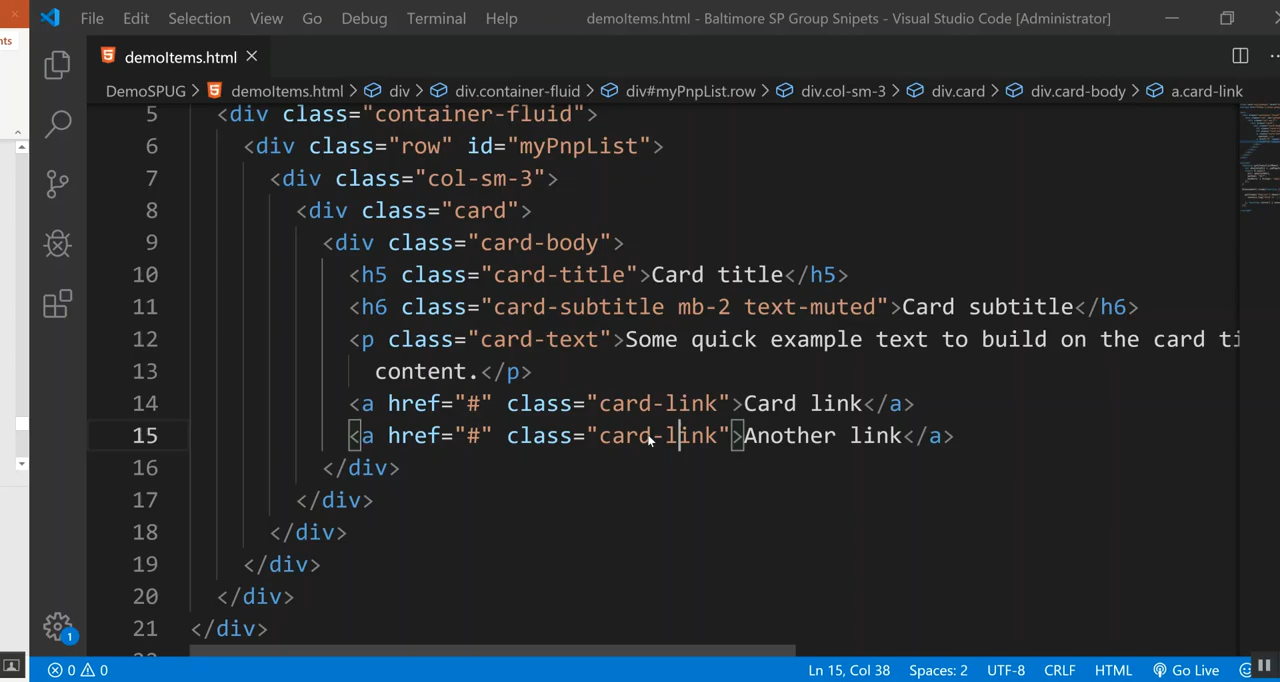 File Edit Selection View Go Debug Terminal Help demoItems.html - Baltimore SP Group Snipets - Visual Studio Code [Administrator]
nts
demoItems.html
DemoSPUG > demoItems.html > div > div.container-fluid > div#myPnpList.row > div.col-sm-3 > div.card > div.card-body > a.card-link
5 <div class="container-fluid">
6 <div class="row" id="myPnpList">
7 <div class="col-sm-3">
8 <div class="card">
9 <div class="card-body">
10 <h5 class="card-title">Card title</h5>
11 <h6 class="card-subtitle mb-2 text-muted">Card subtitle</h6>
12 <p class="card-text">Some quick example text to build on the card ti
13 content.</p>
14 <a href="#" class="card-link">Card link</a>
15 <a href="#" class="card-link">Another link</a>
16 </div>
17 </div>
18 </div>
19 </div>
20 </div>
21 </div>
1
0 0 Ln 15, Col 38 Spaces: 2 UTF-8 CRLF HTML Go Live